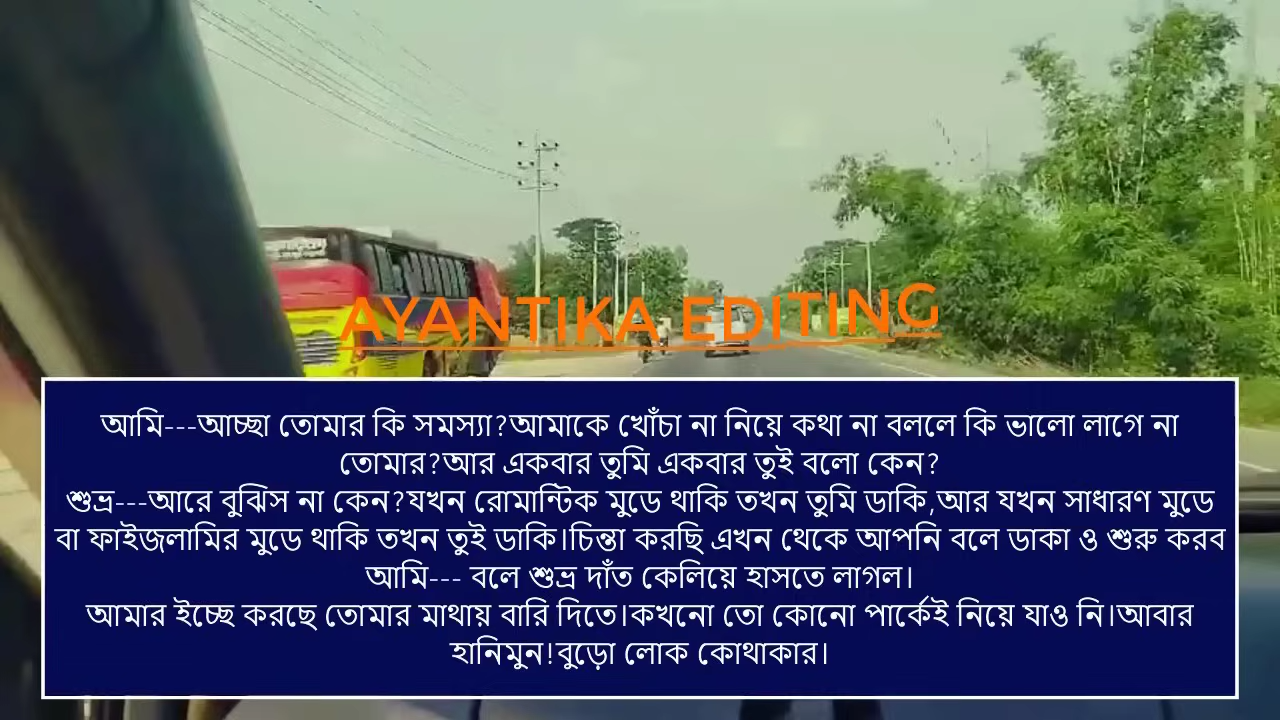 AYANTIKA EDITING
আমি---আচ্ছা তোমার কি সমস্যা?আমাকে খোঁচা না নিয়ে কথা না বললে কি ভালো লাগে না
তোমার?আর একবার তুমি একবার তুই বলো কেন?
শুভ্র---আরে বুঝিস না কেন?যখন রোমান্টিক মুডে থাকি তখন তুমি ডাকি,আর যখন সাধারণ মুডে
বা ফাইজলামির মুডে থাকি তখন তুই ডাকি।চিন্তা করছি এখন থেকে আপনি বলে ডাকা ও শুরু করব
আমি--- বলে শুভ্র দাঁত কেলিয়ে হাসতে লাগল।
আমার ইচ্ছে করছে তোমার মাথায় বারি দিতে।কখনো তো কোনো পার্কেই নিয়ে যাও নি।আবার
হানিমুন!বুড়ো লোক কোথাকার।